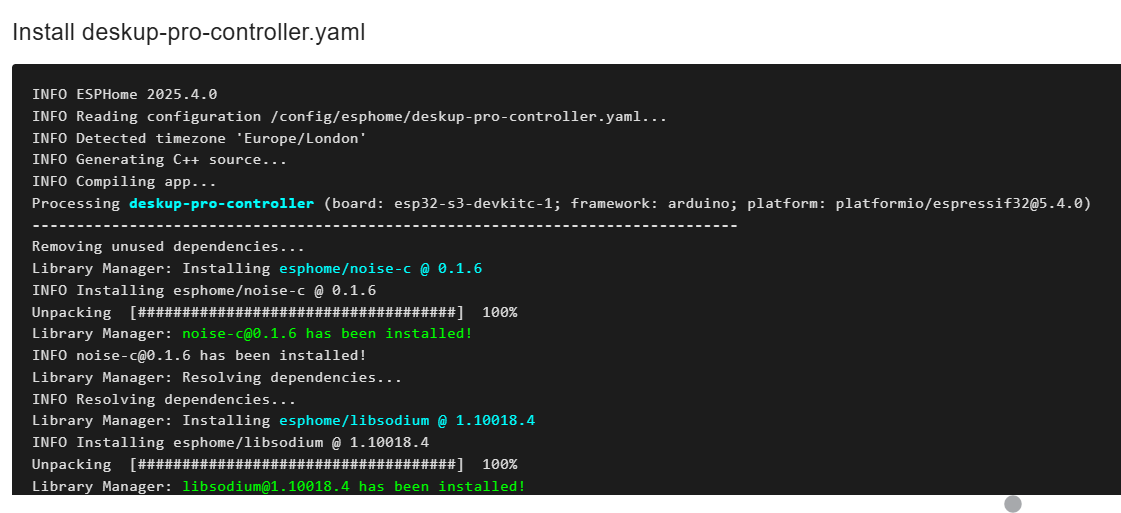 Install deskup-pro-controller.yaml
INFO ESPHome 2025.4.0
INFO Reading configuration /config/esphome/deskup-pro-controller.yaml...
INFO Detected timezone 'Europe/London'
INFO Generating C++ source...
INFO Compiling app...
Processing deskup-pro-controller (board: esp32-s3-devkitc-1; framework: arduino; platform: platformio/espressif32@5.4.0)
--------------------------------------------------------------------------------
Removing unused dependencies...
Library Manager: Installing esphome/noise-c @ 0.1.6
INFO Installing esphome/noise-c @ 0.1.6
Unpacking  [####################################]  100%
Library Manager: noise-c@0.1.6 has been installed!
INFO noise-c@0.1.6 has been installed!
Library Manager: Resolving dependencies...
INFO Resolving dependencies...
Library Manager: Installing esphome/libsodium @ 1.10018.4
INFO Installing esphome/libsodium @ 1.10018.4
Unpacking  [####################################]  100%
Library Manager: libsodium@1.10018.4 has been installed!